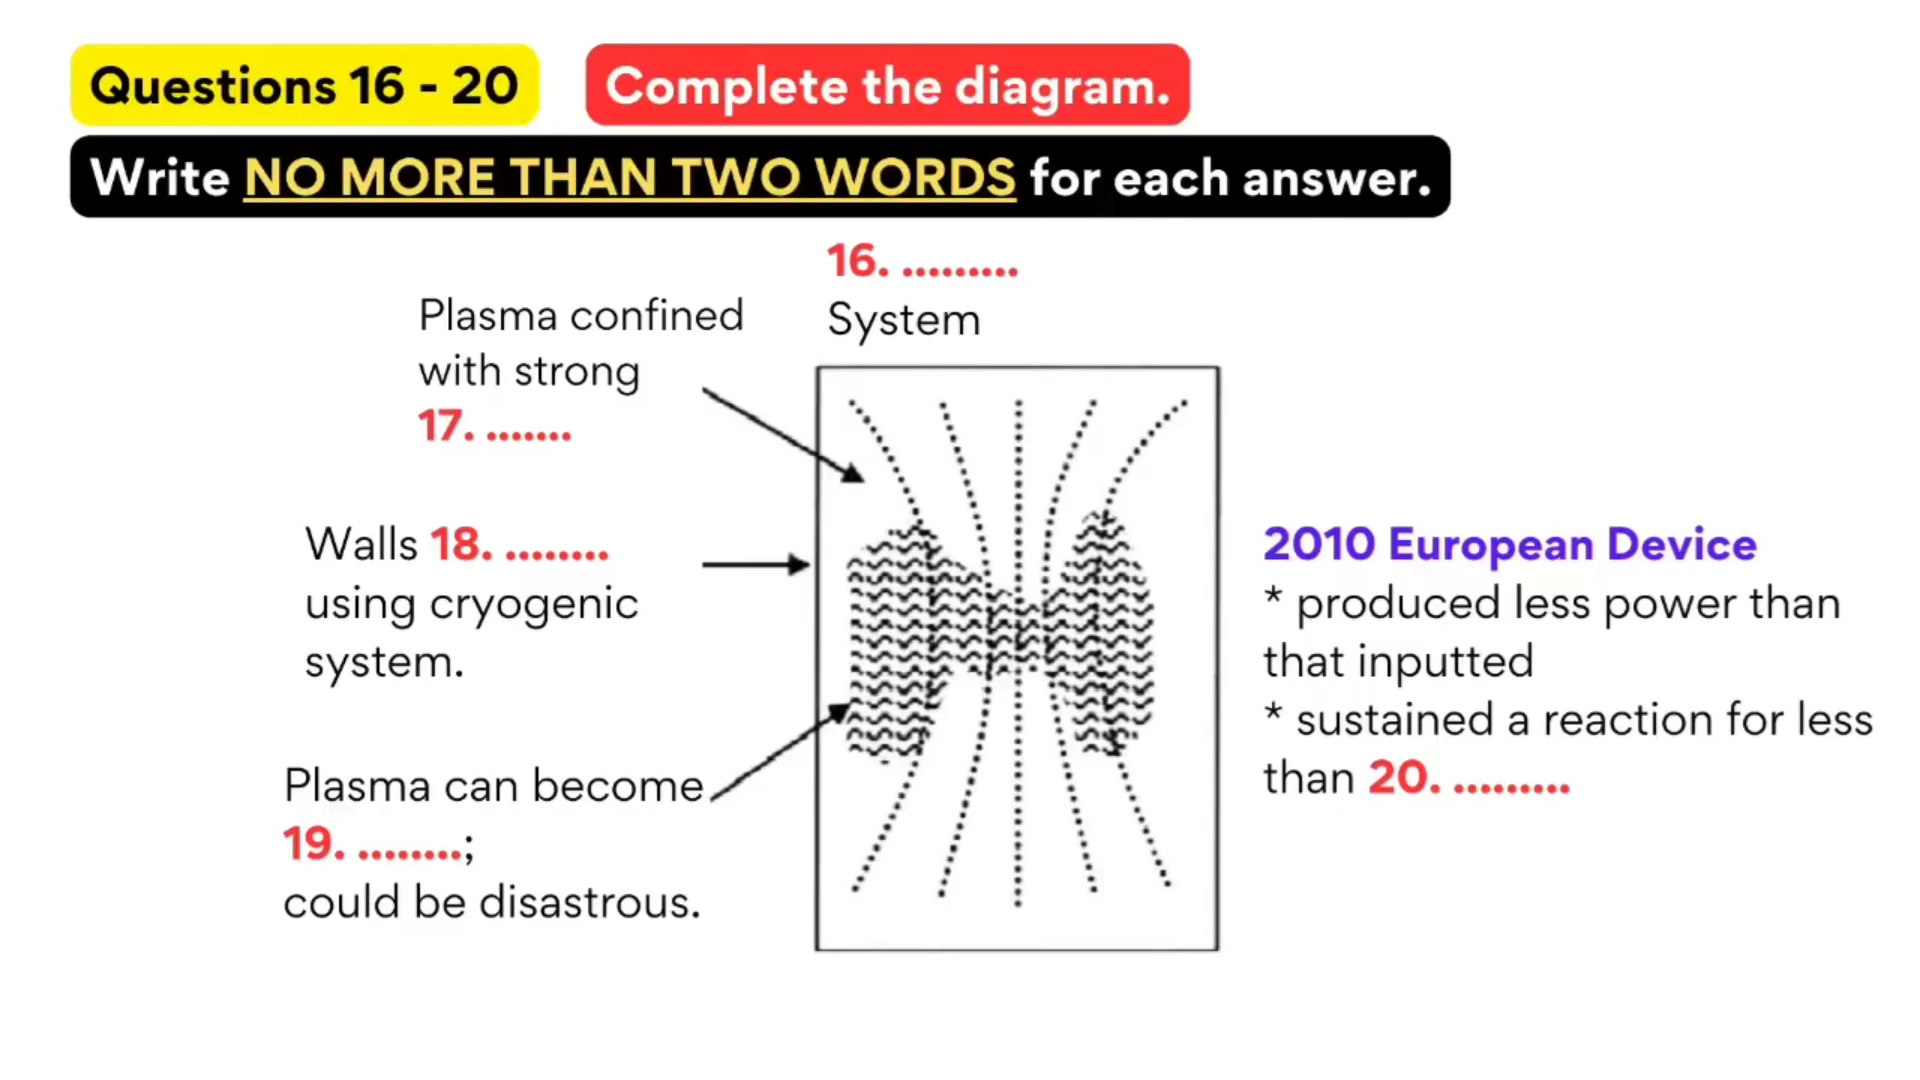 Questions 16 - 20
Complete the diagram.
Write NO MORE THAN TWO WORDS for each answer.
16. .........
System
Plasma confined
with strong
17. .......
Walls 18. ........
using cryogenic
system.
Plasma can become
19. ........;
could be disastrous.
2010 European Device
* produced less power than
that inputted
* sustained a reaction for less
than 20. .........